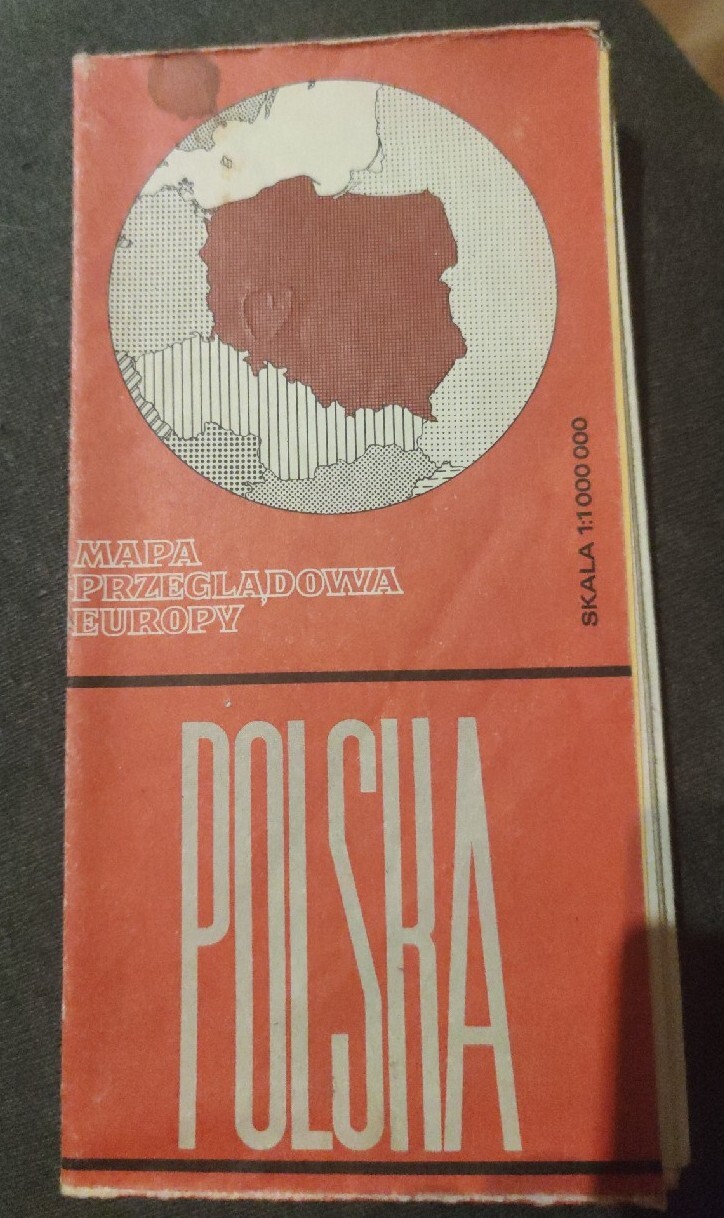 MAPA
PRZEGLĄDOWA
EUROPY
SKALA 1:1 000 000
POLSKA